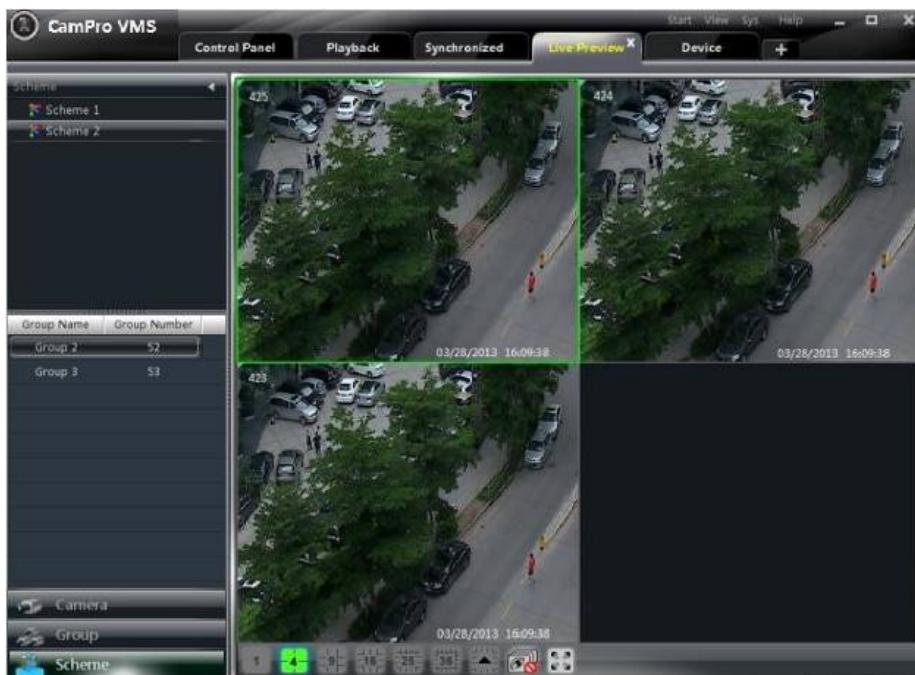 CamPro VMS
Start View Sys Help
Control Panel Playback Synchronized Live Preview Device
Scheme
Scheme 1
Scheme 2
Group Name Group Number
Group 2 52
Group 3 53
Camera
Group
Scheme
425
03/28/2013 16:09:38
424
03/28/2013 16:09:38
423
03/28/2013 16:09:38
1 4 9 16 25 36